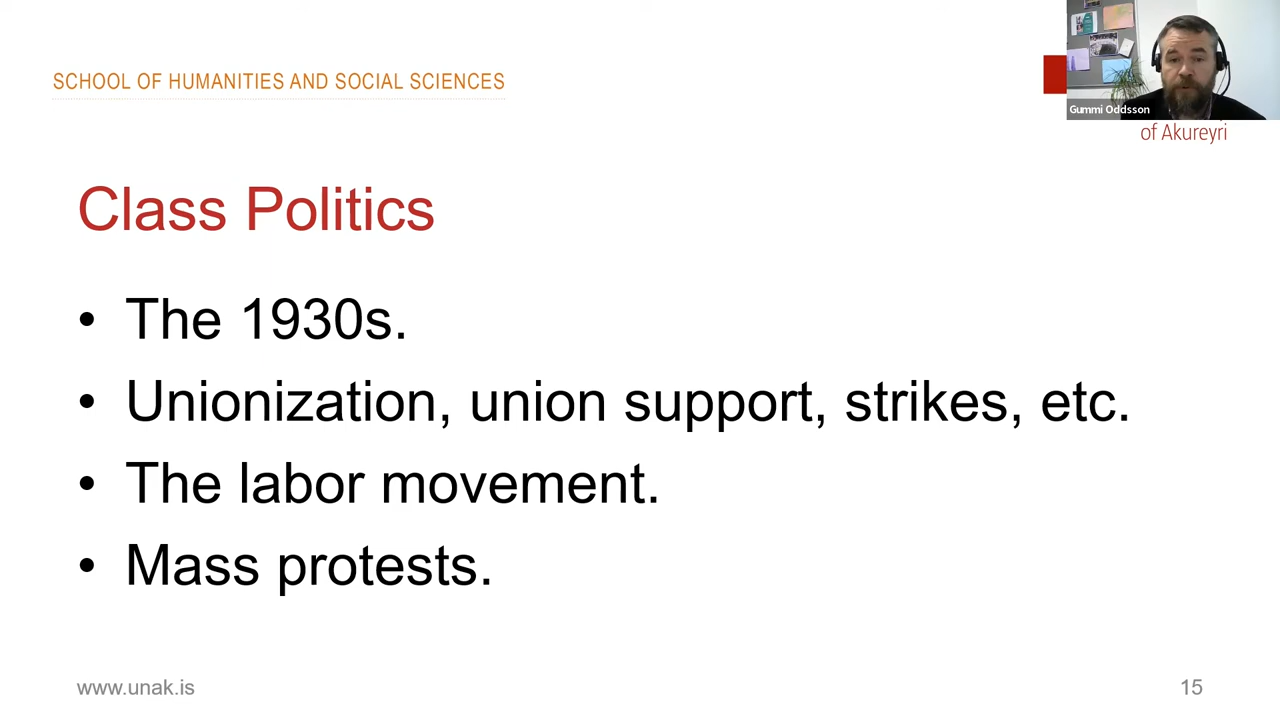 SCHOOL OF HUMANITIES AND SOCIAL SCIENCES
Gummi Oddsson
of Akureyri
Class Politics
• The 1930s.
• Unionization, union support, strikes, etc.
• The labor movement.
• Mass protests.
www.unak.is
15